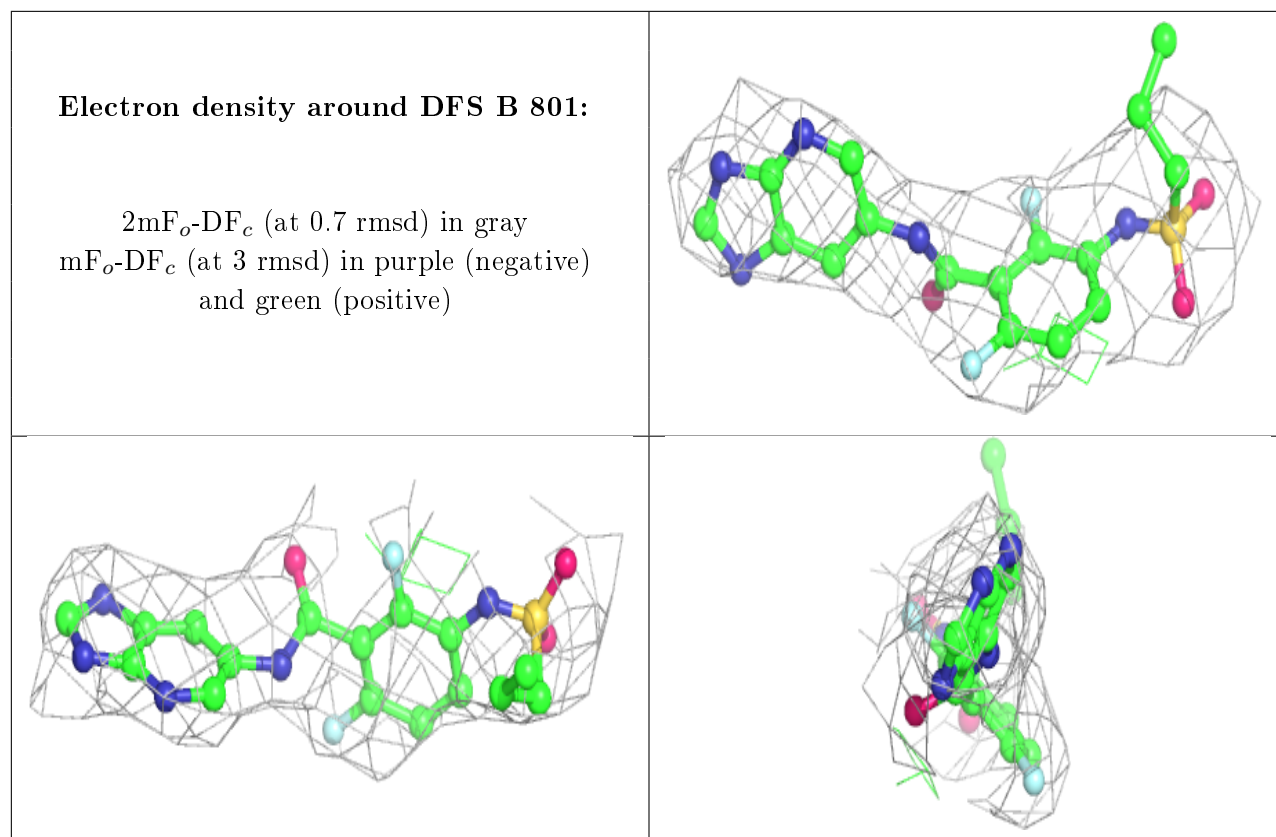 Electron density around DFS B 801:
2mFo-DFc (at 0.7 rmsd) in gray
mFo-DFc (at 3 rmsd) in purple (negative)
and green (positive)